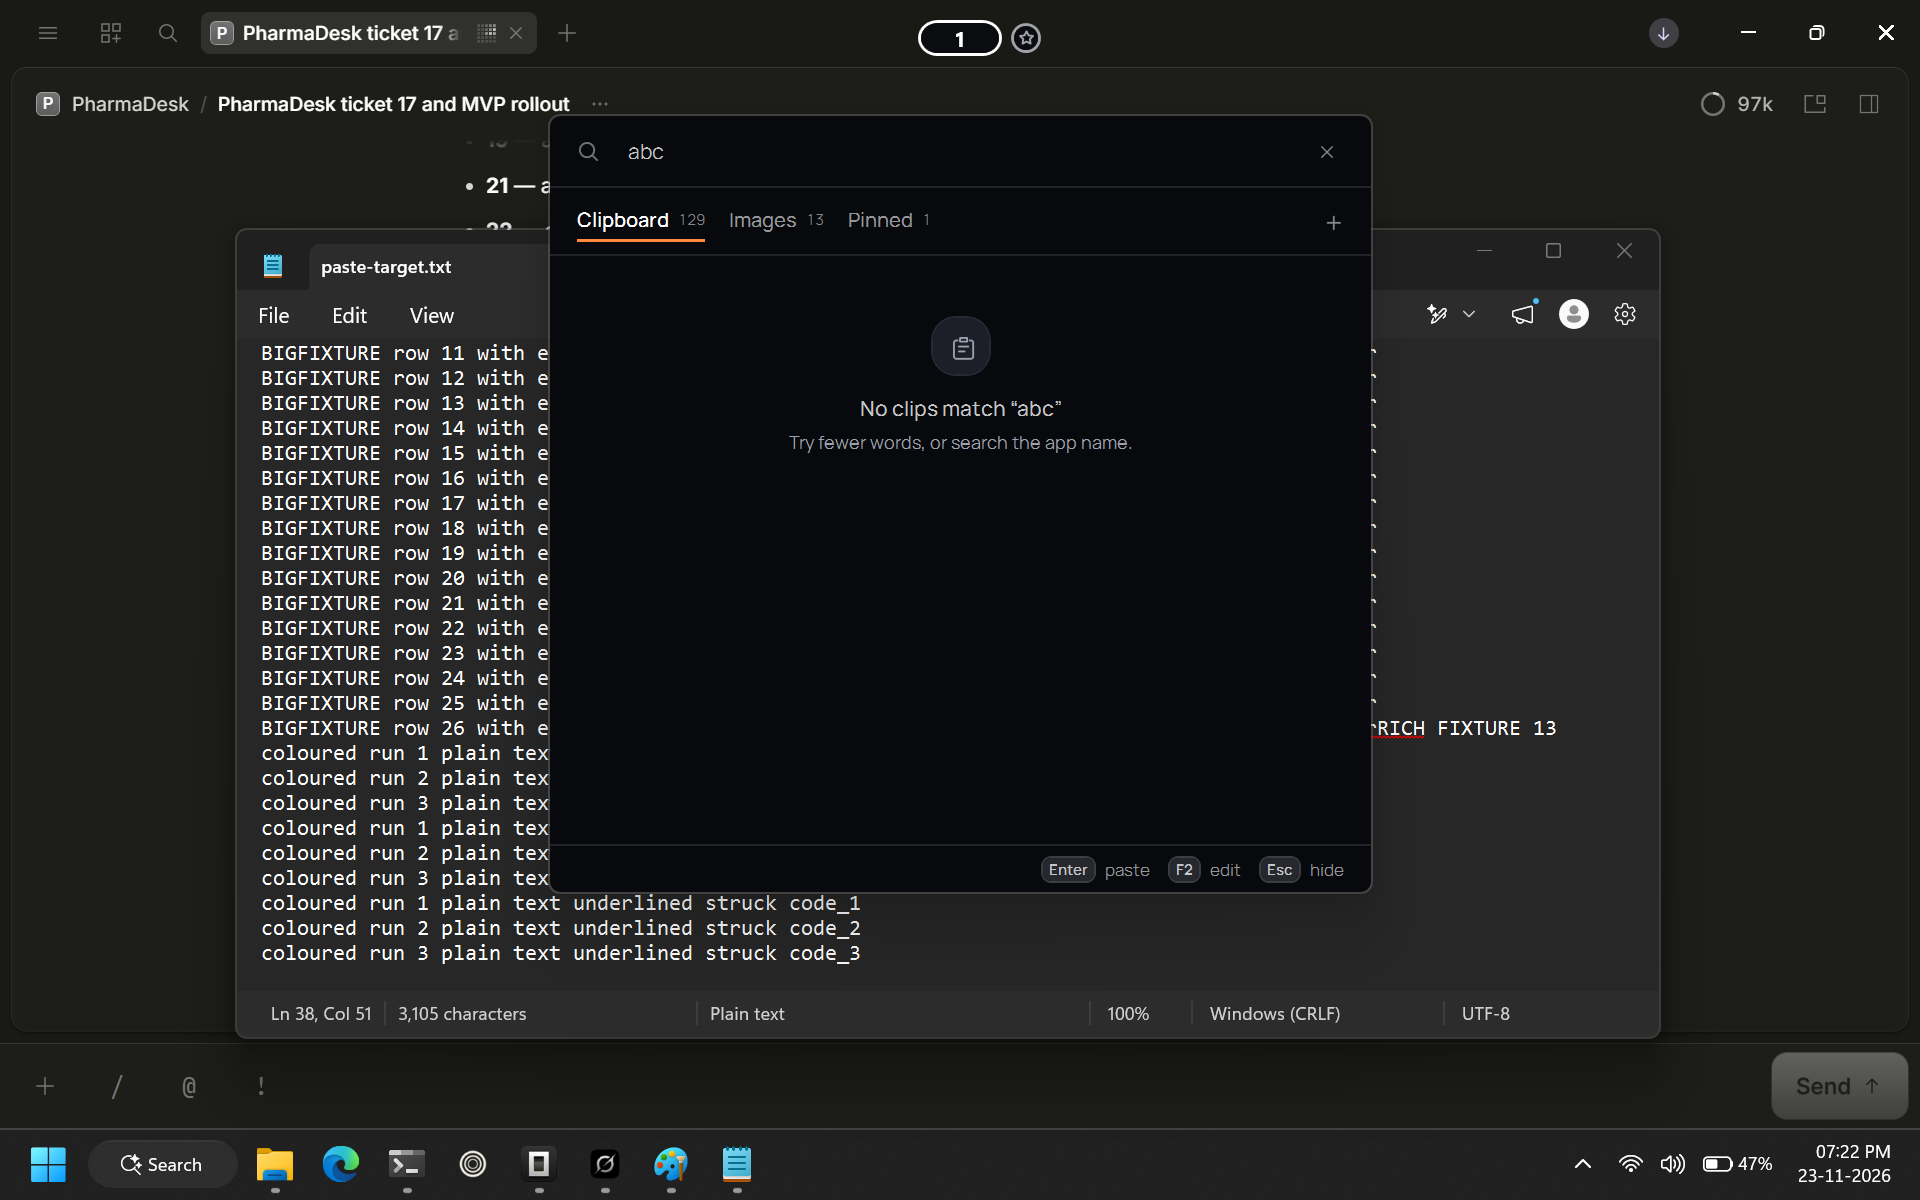 P PharmaDesk ticket 17 a
1
P PharmaDesk / PharmaDesk ticket 17 and MVP rollout ...
97k
• 21 — a
abc
Clipboard 129 Images 13 Pinned 1
No clips match “abc”
Try fewer words, or search the app name.
Enter paste F2 edit Esc hide
paste-target.txt
File Edit View
BIGFIXTURE row 11 with e
BIGFIXTURE row 12 with e
BIGFIXTURE row 13 with e
BIGFIXTURE row 14 with e
BIGFIXTURE row 15 with e
BIGFIXTURE row 16 with e
BIGFIXTURE row 17 with e
BIGFIXTURE row 18 with e
BIGFIXTURE row 19 with e
BIGFIXTURE row 20 with e
BIGFIXTURE row 21 with e
BIGFIXTURE row 22 with e
BIGFIXTURE row 23 with e
BIGFIXTURE row 24 with e
BIGFIXTURE row 25 with e
BIGFIXTURE row 26 with e rRICH FIXTURE 13
coloured run 1 plain tex
coloured run 2 plain tex
coloured run 3 plain tex
coloured run 1 plain tex
coloured run 2 plain tex
coloured run 3 plain tex
coloured run 1 plain text underlined struck code_1
coloured run 2 plain text underlined struck code_2
coloured run 3 plain text underlined struck code_3
Ln 38, Col 51 3,105 characters Plain text 100% Windows (CRLF) UTF-8
+ / @ !
Send ↑
Search
47%
07:22 PM
23-11-2026